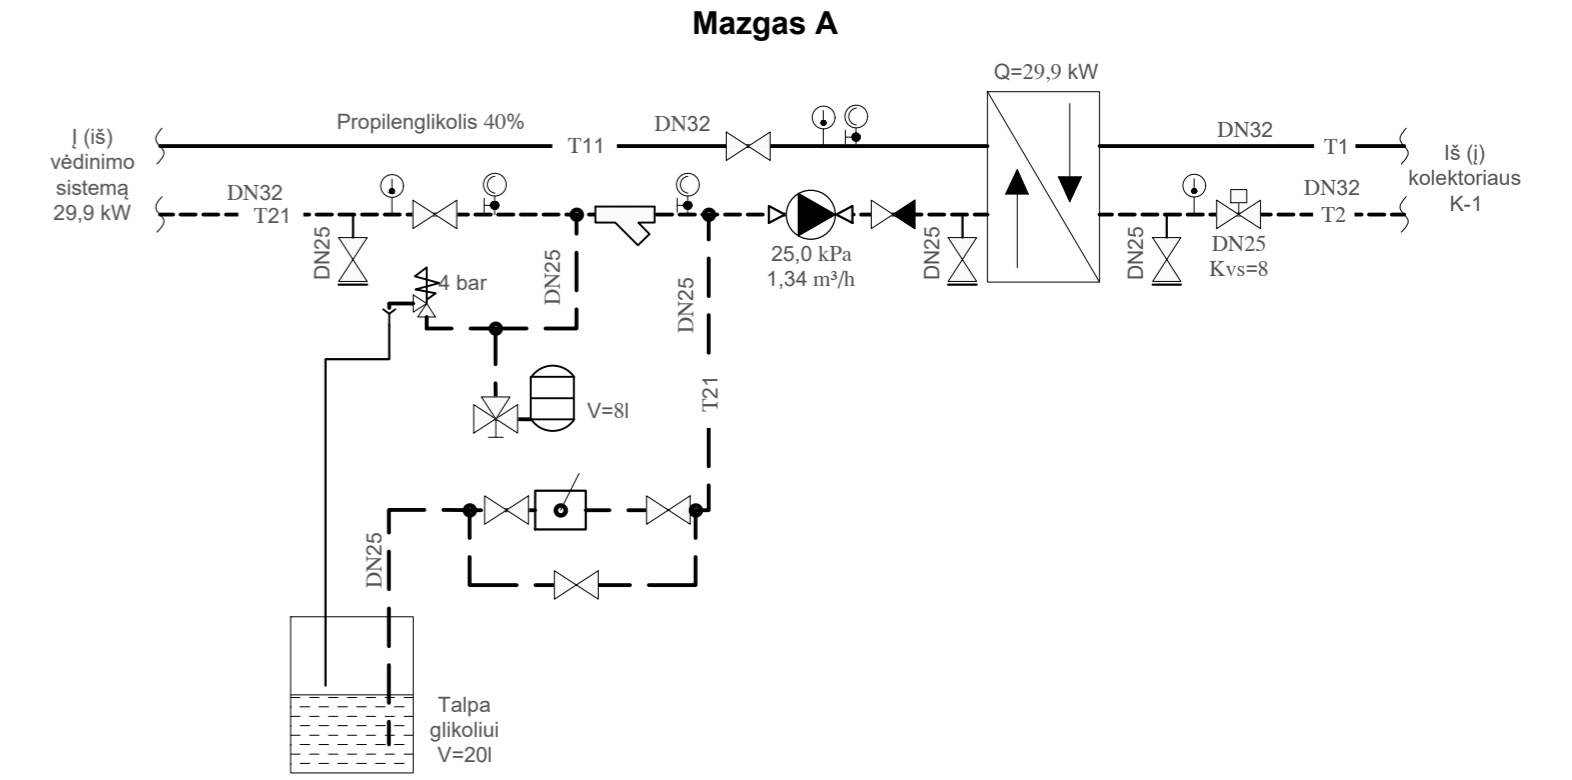 Mazgas A
Q=29,9 kW
Propilenglikolis 40%
DN32
T11
DN32
T1
Į (iš)
vėdinimo
sistemą
29,9 kW
Iš (į)
kolektoriaus
K-1
DN32
T21
DN32
T2
DN25
DN25
DN25
DN25
Kvs=8
25,0 kPa
1,34 m³/h
4 bar
DN25
DN25
T21
V=8l
DN25
Talpa
glikoliui
V=20l